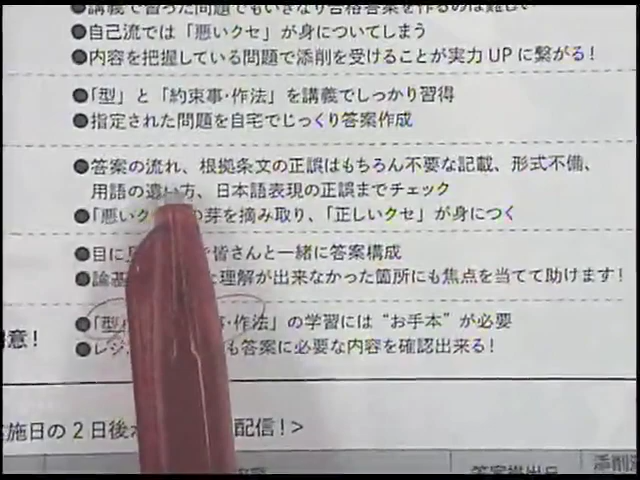 ●講義で習った問題でもいきなり合格答案を作るのは難しい
●自己流では「悪いクセ」が身についてしまう
●内容を把握している問題で添削を受けることが実力UPに繋がる！
●「型」と「約束事・作法」を講義でしっかり習得
●指定された問題を自宅でじっくり答案作成
●答案の流れ、根拠条文の正誤はもちろん不要な記載、形式不備、
用語の遣い方、日本語表現の正誤までチェック
●「悪いク の芽を摘み取り、「正しいクセ」が身につく
●目に で皆さんと一緒に答案構成
●論 理解が出来なかった箇所にも焦点を当てて助けます！
●「型 事・作法」の学習には“お手本”が必要
意！ ●レジ も答案に必要な内容を確認出来る！
施日の2日後 配信！>
答案提出日 添削